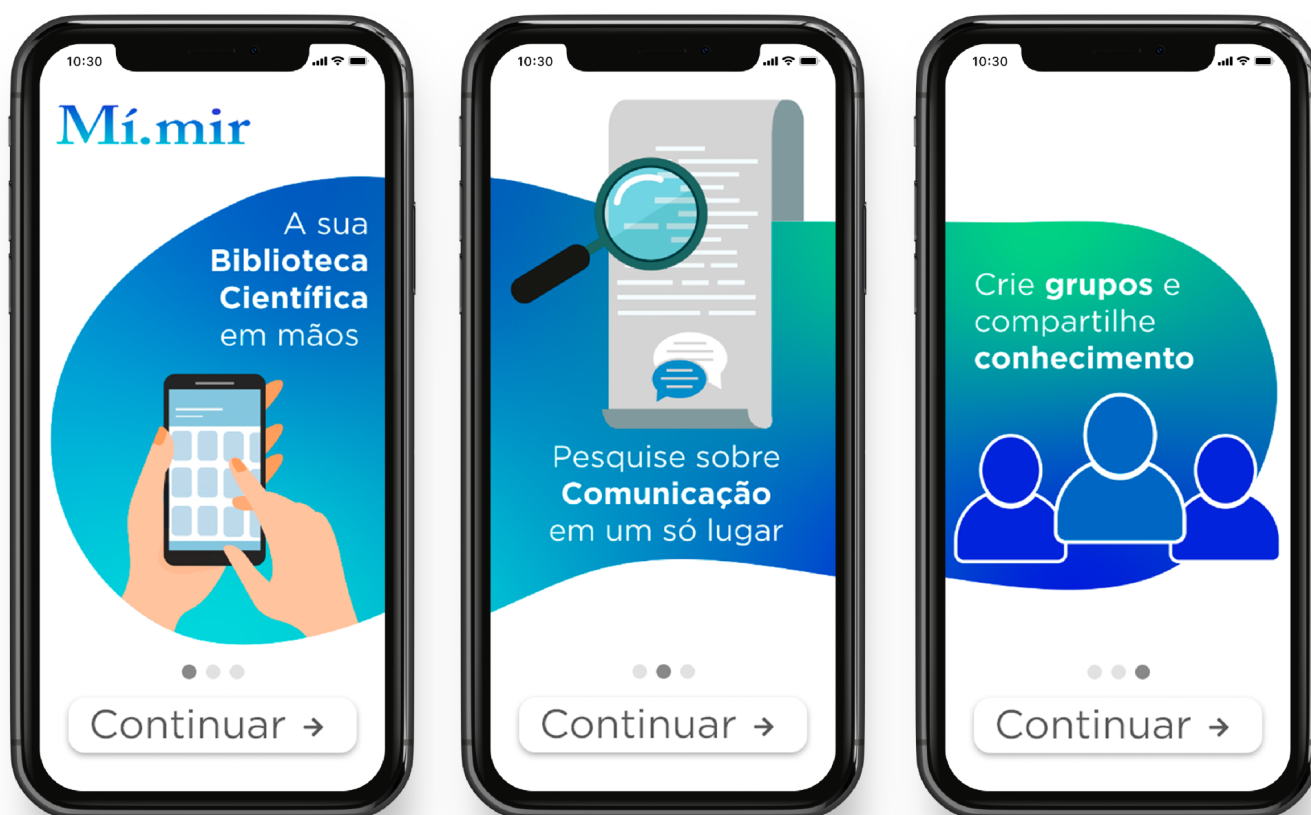 10:30
Mí.mir
A sua
Biblioteca
Científica
em mãos
Continuar →
10:30
Pesquise sobre
Comunicação
em um só lugar
Continuar →
10:30
Crie grupos e
compartilhe
conhecimento
Continuar →